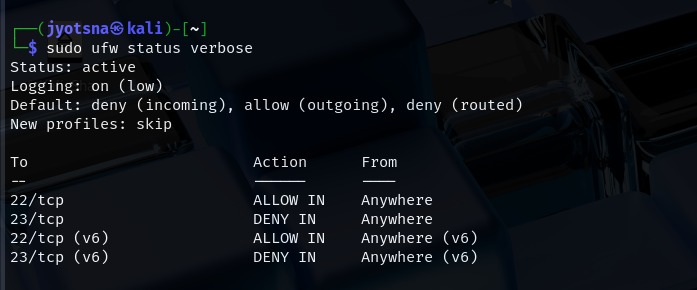 ┌──(jyotsna㉿kali)-[~]
└─$ sudo ufw status verbose
Status: active
Logging: on (low)
Default: deny (incoming), allow (outgoing), deny (routed)
New profiles: skip

To                         Action      From
--                         ------      ----
22/tcp                     ALLOW IN    Anywhere
23/tcp                     DENY IN     Anywhere
22/tcp (v6)                ALLOW IN    Anywhere (v6)
23/tcp (v6)                DENY IN     Anywhere (v6)